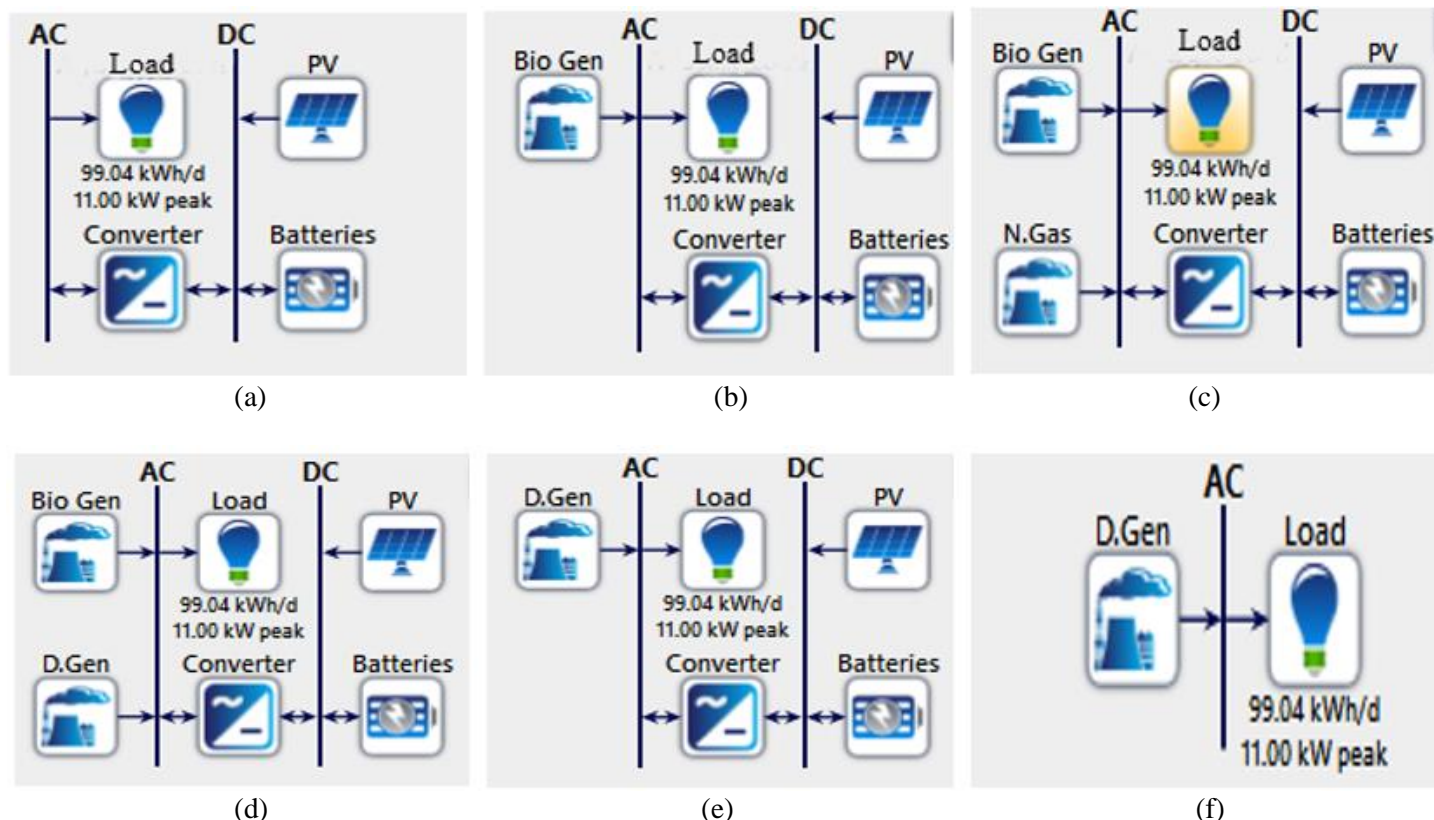 AC DC
Load PV
99.04 kWh/d
11.00 kW peak
Converter Batteries
(a)
AC DC
Bio Gen Load PV
99.04 kWh/d
11.00 kW peak
Converter Batteries
(b)
AC DC
Bio Gen Load PV
99.04 kWh/d
11.00 kW peak
N.Gas Converter Batteries
(c)
AC DC
Bio Gen Load PV
99.04 kWh/d
11.00 kW peak
D.Gen Converter Batteries
(d)
AC DC
D.Gen Load PV
99.04 kWh/d
11.00 kW peak
Converter Batteries
(e)
AC
D.Gen Load
99.04 kWh/d
11.00 kW peak
(f)